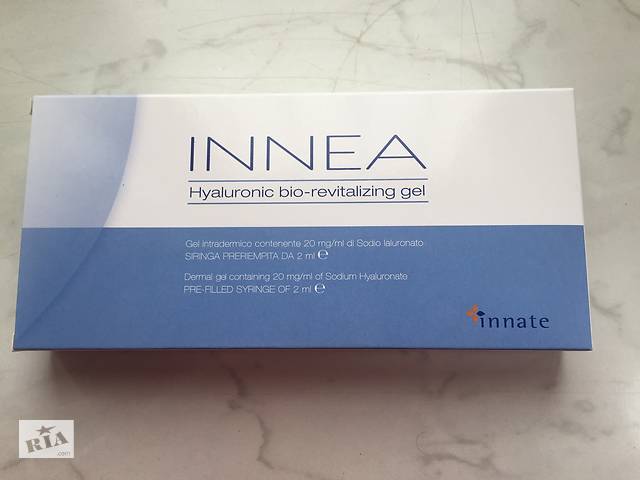 INNEA
Hyaluronic bio-revitalizing gel
Gel intradermico contenente 20 mg/ml di Sodio Ialuronato
SIRINGA PRERIEMPITA DA 2 ml ℮
Dermal gel containing 20 mg/ml of Sodium Hyaluronate
PRE-FILLED SYRINGE OF 2 ml ℮
innate
RIA
.com